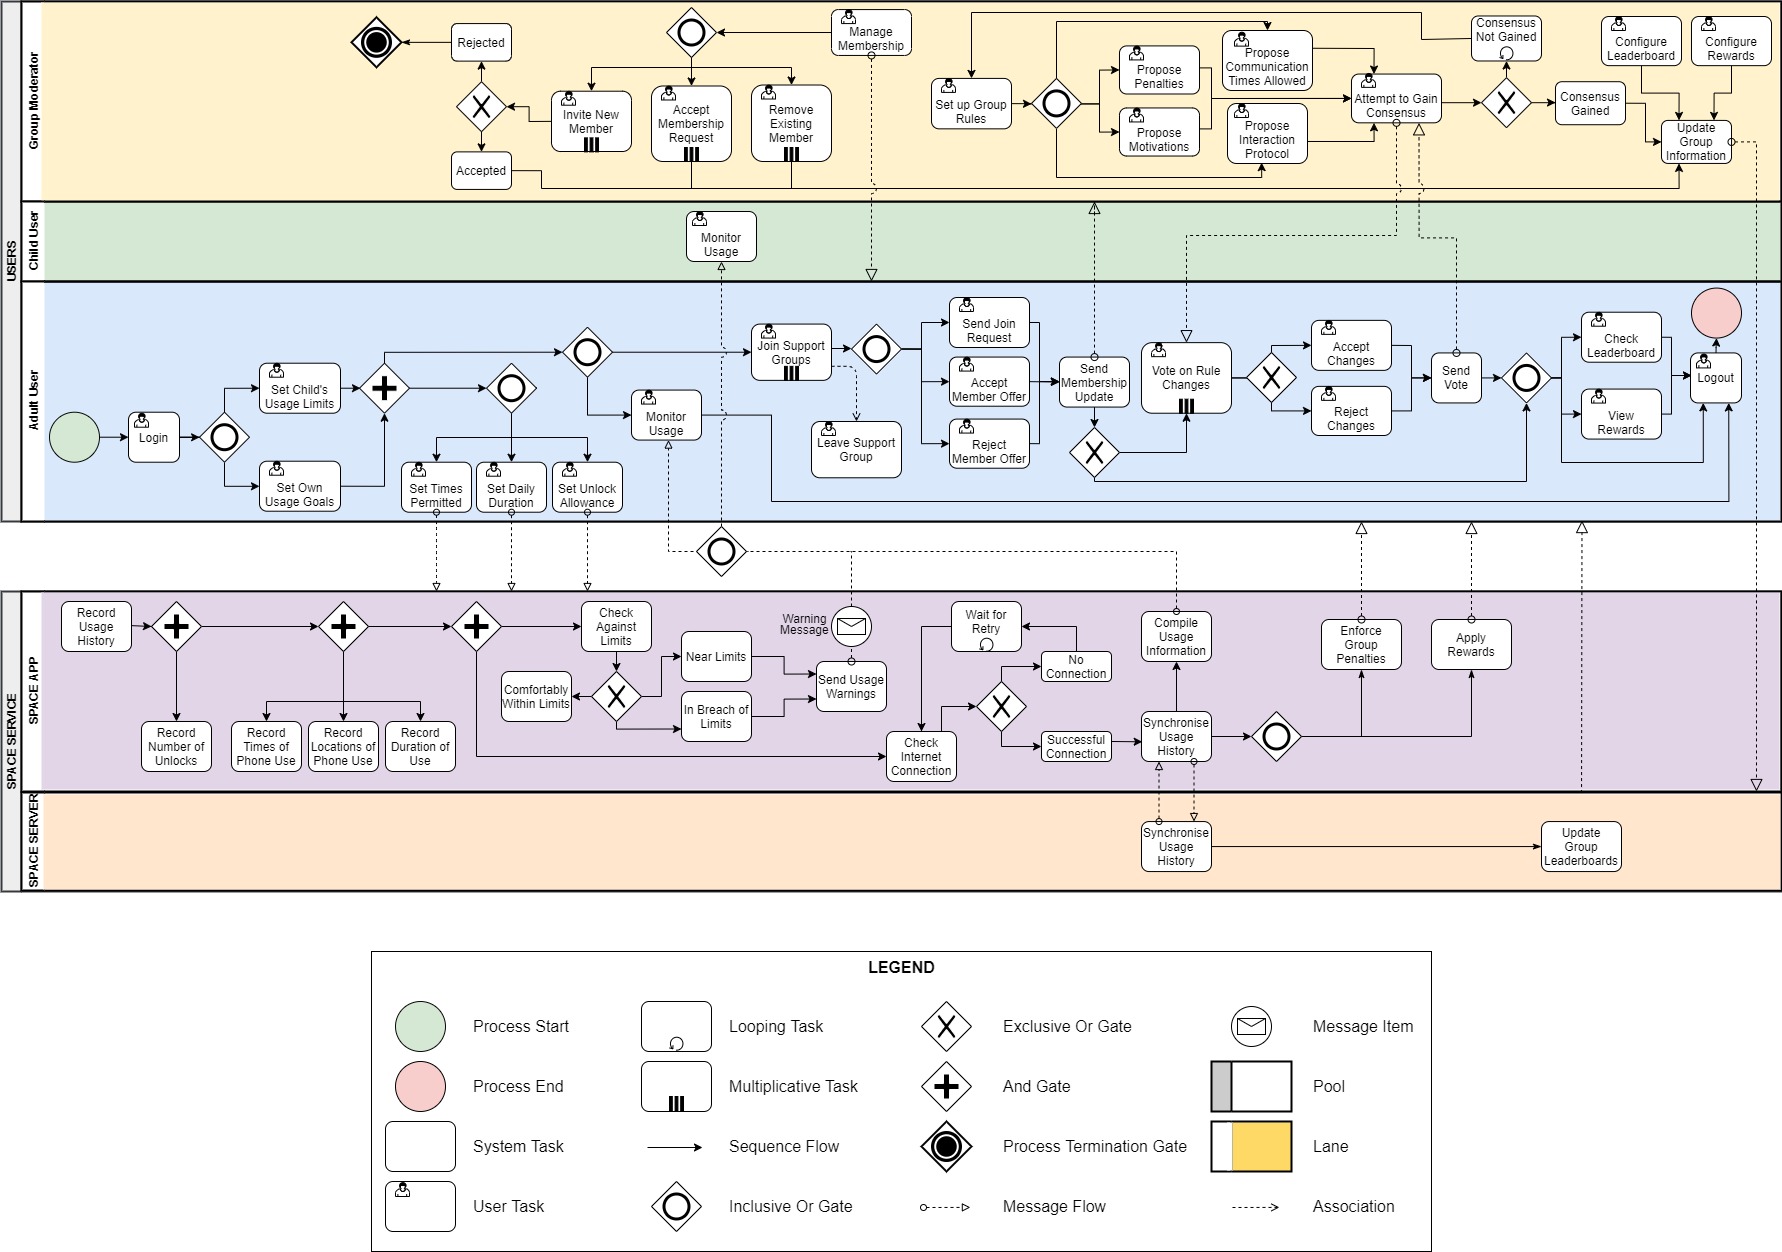 USERS
Group Moderator
Rejected
Accepted
Invite New
Member
Accept
Membership
Request
Remove
Existing
Member
Manage
Membership
Set up Group
Rules
Propose
Penalties
Propose
Motivations
Propose
Communication
Times Allowed
Propose
Interaction
Protocol
Attempt to Gain
Consensus
Consensus
Not Gained
Consensus
Gained
Configure
Leaderboard
Configure
Rewards
Update
Group
Information
Child User
Monitor
Usage
Adult User
Login
Set Child's
Usage Limits
Set Own
Usage Goals
Set Times
Permitted
Set Daily
Duration
Set Unlock
Allowance
Monitor
Usage
Join Support
Groups
Leave Support
Group
Send Join
Request
Accept
Member Offer
Reject
Member Offer
Send
Membership
Update
Vote on Rule
Changes
Accept
Changes
Reject
Changes
Send
Vote
Check
Leaderboard
View
Rewards
Logout
SPACE SERVICE
SPACE APP
Record
Usage
History
Record
Number of
Unlocks
Record
Times of
Phone Use
Record
Locations of
Phone Use
Record
Duration of
Use
Check
Against
Limits
Comfortably
Within Limits
Near Limits
In Breach of
Limits
Warning
Message
Send Usage
Warnings
Wait for
Retry
Check
Internet
Connection
No
Connection
Successful
Connection
Compile
Usage
Information
Synchronise
Usage
History
Enforce
Group
Penalties
Apply
Rewards
SPACE SERVER
Synchronise
Usage
History
Update
Group
Leaderboards
LEGEND
Process Start
Looping Task
Exclusive Or Gate
Message Item
Process End
Multiplicative Task
And Gate
Pool
System Task
Sequence Flow
Process Termination Gate
Lane
User Task
Inclusive Or Gate
Message Flow
Association